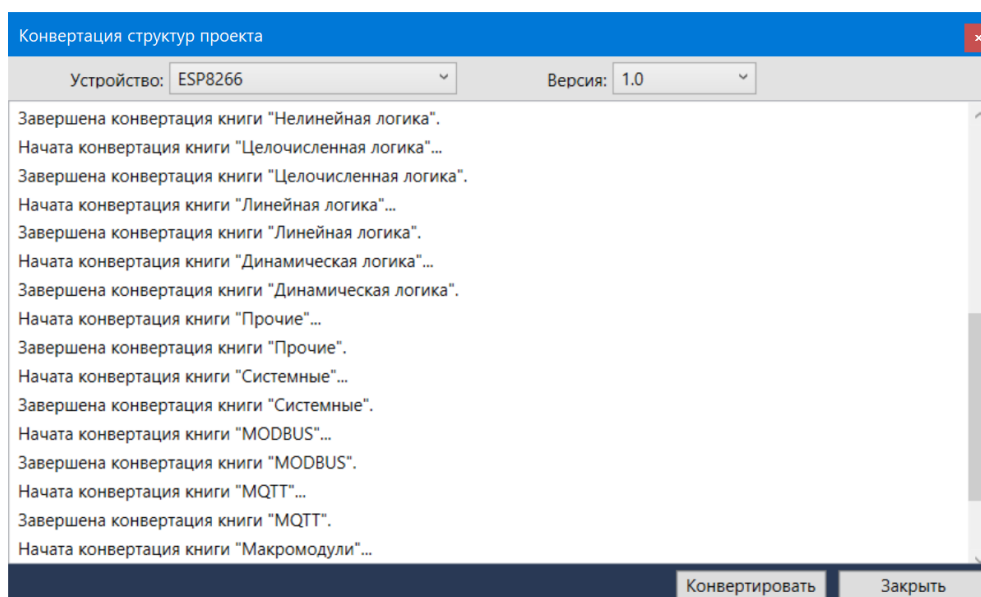 Конвертация структур проекта
x
Устройство: ESP8266 Версия: 1.0
Завершена конвертация книги "Нелинейная логика".
Начата конвертация книги "Целочисленная логика"...
Завершена конвертация книги "Целочисленная логика".
Начата конвертация книги "Линейная логика"...
Завершена конвертация книги "Линейная логика".
Начата конвертация книги "Динамическая логика"...
Завершена конвертация книги "Динамическая логика".
Начата конвертация книги "Прочие"...
Завершена конвертация книги "Прочие".
Начата конвертация книги "Системные"...
Завершена конвертация книги "Системные".
Начата конвертация книги "MODBUS"...
Завершена конвертация книги "MODBUS".
Начата конвертация книги "MQTT"...
Завершена конвертация книги "MQTT".
Начата конвертация книги "Макромодули"...
Конвертировать Закрыть